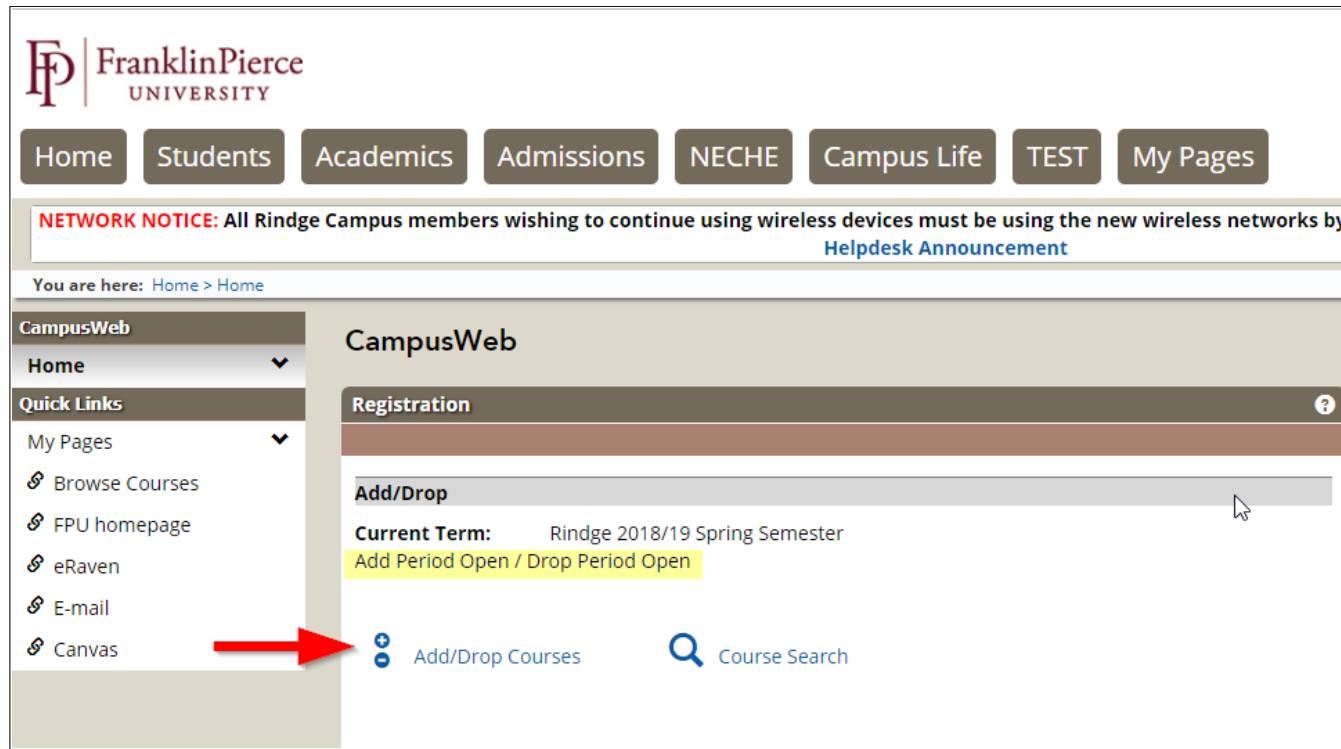 FP FranklinPierce
UNIVERSITY
Home Students Academics Admissions NECHE Campus Life TEST My Pages
NETWORK NOTICE: All Rindge Campus members wishing to continue using wireless devices must be using the new wireless networks by
Helpdesk Announcement
You are here: Home > Home
CampusWeb
Home
Quick Links
My Pages
Browse Courses
FPU homepage
eRaven
E-mail
Canvas
CampusWeb
Registration ?
Add/Drop
Current Term: Rindge 2018/19 Spring Semester
Add Period Open / Drop Period Open
Add/Drop Courses Course Search